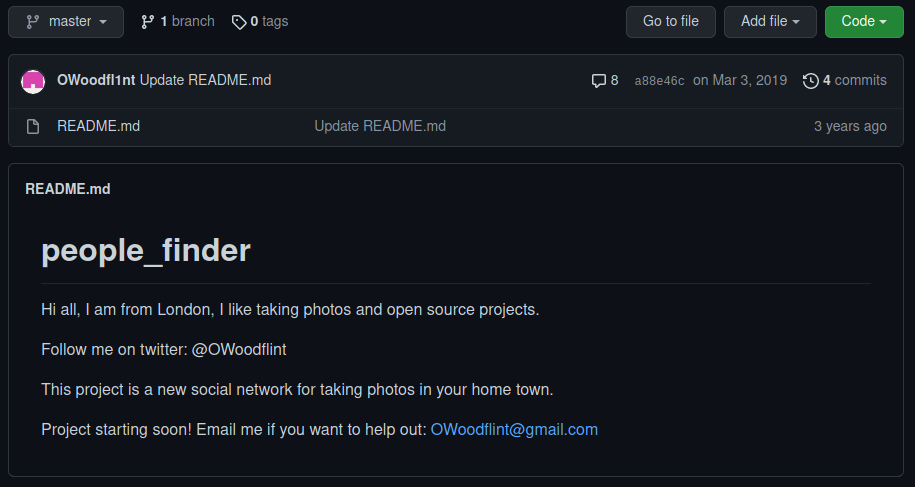 master 1 branch 0 tags Go to file Add file Code
OWoodfl1nt Update README.md 8 a88e46c on Mar 3, 2019 4 commits
README.md Update README.md 3 years ago
README.md
people_finder
Hi all, I am from London, I like taking photos and open source projects.
Follow me on twitter: @OWoodflint
This project is a new social network for taking photos in your home town.
Project starting soon! Email me if you want to help out: OWoodflint@gmail.com